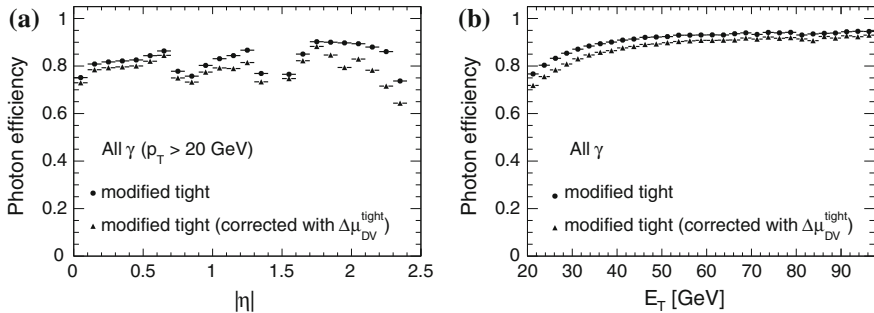 (a)
Photon efficiency
1
0.8
0.6
0.4
0.2
0
All γ (p_T > 20 GeV)
modified tight
modified tight (corrected with Δμ_DV^tight)
0 0.5 1 1.5 2 2.5
|η|
(b)
Photon efficiency
1
0.8
0.6
0.4
0.2
0
All γ
modified tight
modified tight (corrected with Δμ_DV^tight)
20 30 40 50 60 70 80 90
E_T [GeV]